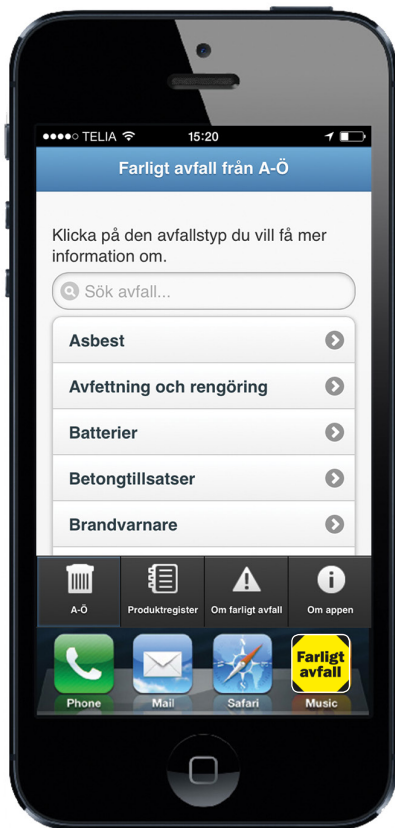 TELIA 15:20
Farligt avfall från A-Ö
Klicka på den avfallstyp du vill få mer
information om.
Sök avfall...
Asbest
Avfettning och rengöring
Batterier
Betongtillsatser
Brandvarnare
A-Ö Produktregister Om farligt avfall Om appen
Farligt
avfall
Phone Mail Safari Music